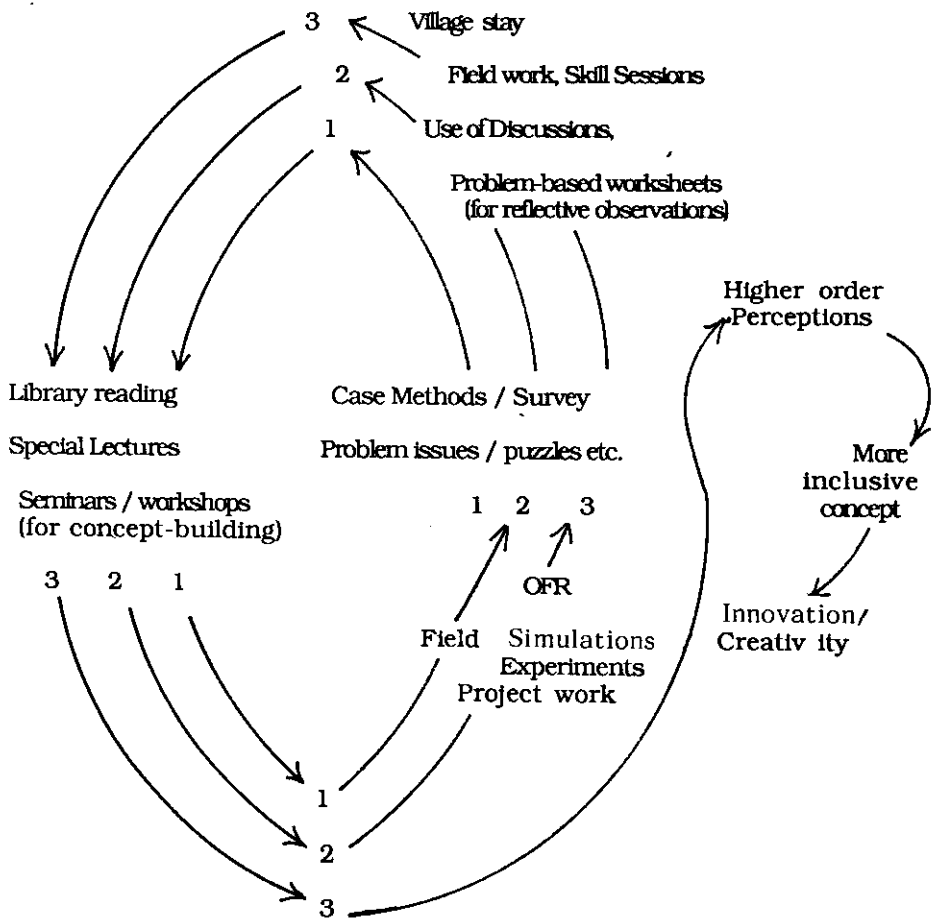 3 Village stay
2 Field work, Skill Sessions
1 Use of Discussions,
Problem-based worksheets
(for reflective observations)
Higher order
Perceptions
Library reading
Case Methods / Survey
Special Lectures
Problem issues / puzzles etc.
More
inclusive
concept
Seminars / workshops
(for concept-building)
1 2 3
3 2 1
OFR
Innovation/
Creativ ity
Field Simulations
Experiments
Project work
1
2
3